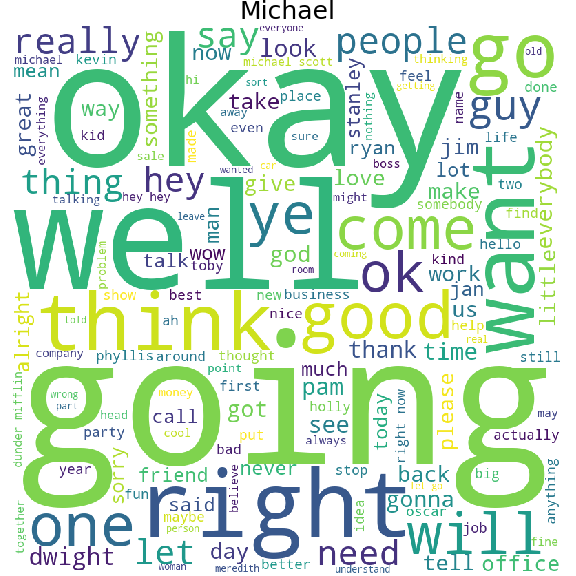 Michael
everyone
michael
kevin
really
say
people
go
old
thinking
getting
mean
hi
now
look
michael scott
sort
okay
great
everything
something
way
kid
made
sale
away
even
take
place
sure
feel
stanley
nothing
ryan
boss
name
guy
done
life
jim
lot
two
want
thing
talking
hey
hey hey
wanted
car
give
love
might
make
somebody
find
littleeverybody
well
leave
man
ye
god
come
hello
problem
talk
wow
toby
coming
room
ok
kind
work
jan
us
think
show
best
new
business
nice
good
help
real
alright
told
ah
company
phyllis
around
thought
thank
time
still
dunder mifflin
wrong
part
point
money
first
much
pam
see
today
right now
please
actually
going
head
cool
call
got
holly
always
put
may
year
party
bad
believe
never
stop
idea
big
let go
sorry
friend
fun
right
said
maybe
person
back
gonna
oscar
job
anything
fine
together
one
dwight
let
woman
day
meredith
better
need
understand
will
tell
office